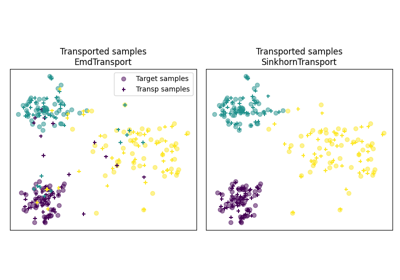 Transported samples
EmdTransport
Target samples
Transp samples
Transported samples
SinkhornTransport